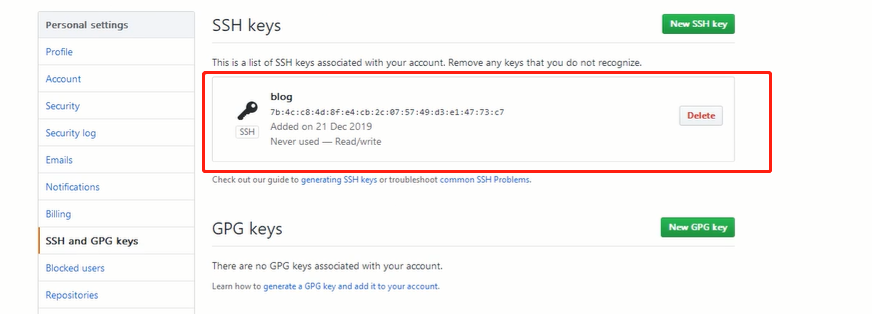 Personal settings
Profile
Account
Security
Security log
Emails
Notifications
Billing
SSH and GPG keys
Blocked users
Repositories
SSH keys
New SSH key
This is a list of SSH keys associated with your account. Remove any keys that you do not recognize.
blog
7b:4c:c8:4d:8f:e4:cb:2c:07:57:49:d3:e1:47:73:c7
Added on 21 Dec 2019
Never used — Read/write
SSH
Delete
Check out our guide to generating SSH keys or troubleshoot common SSH Problems.
GPG keys
New GPG key
There are no GPG keys associated with your account.
Learn how to generate a GPG key and add it to your account.